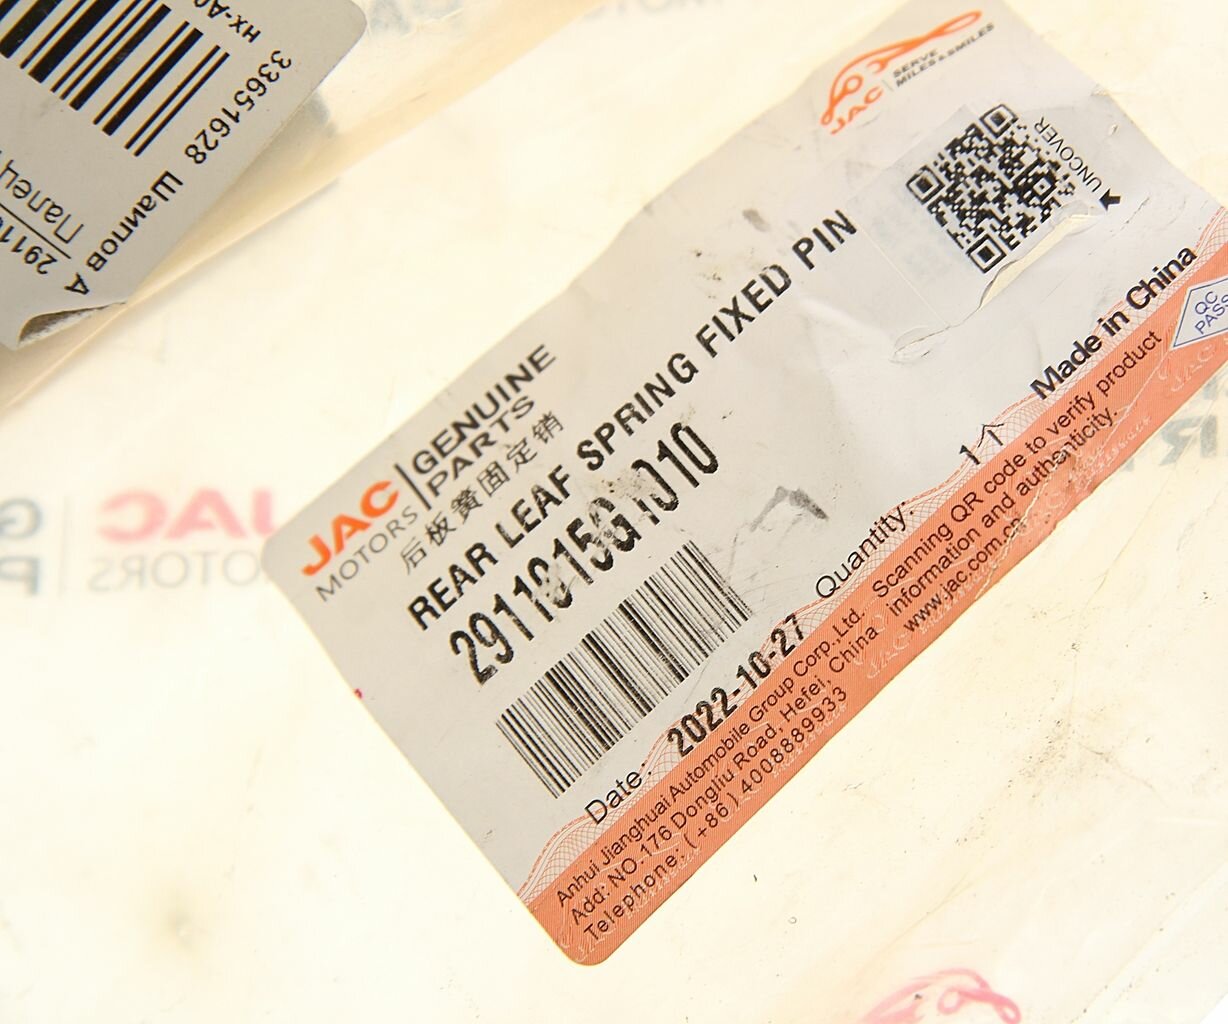 33651628 Шаипов А
JAC SERVE
MILES&SMILES
UNCOVER
JAC GENUINE
MOTORS PARTS
后板簧固定销
REAR LEAF SPRING FIXED PIN
2911015G1010
Date: 2022-10-27 Quantity: 1个 Made in China
QC
PASS
Anhui Jianghuai Automobile Group Corp.,Ltd. Scanning QR code to verify product
Add: NO.176 Dongliu Road, Hefei, China information and authenticity.
Telephone: (+86) 4008889933 www.jac.com.cn
JAC
MOTORS